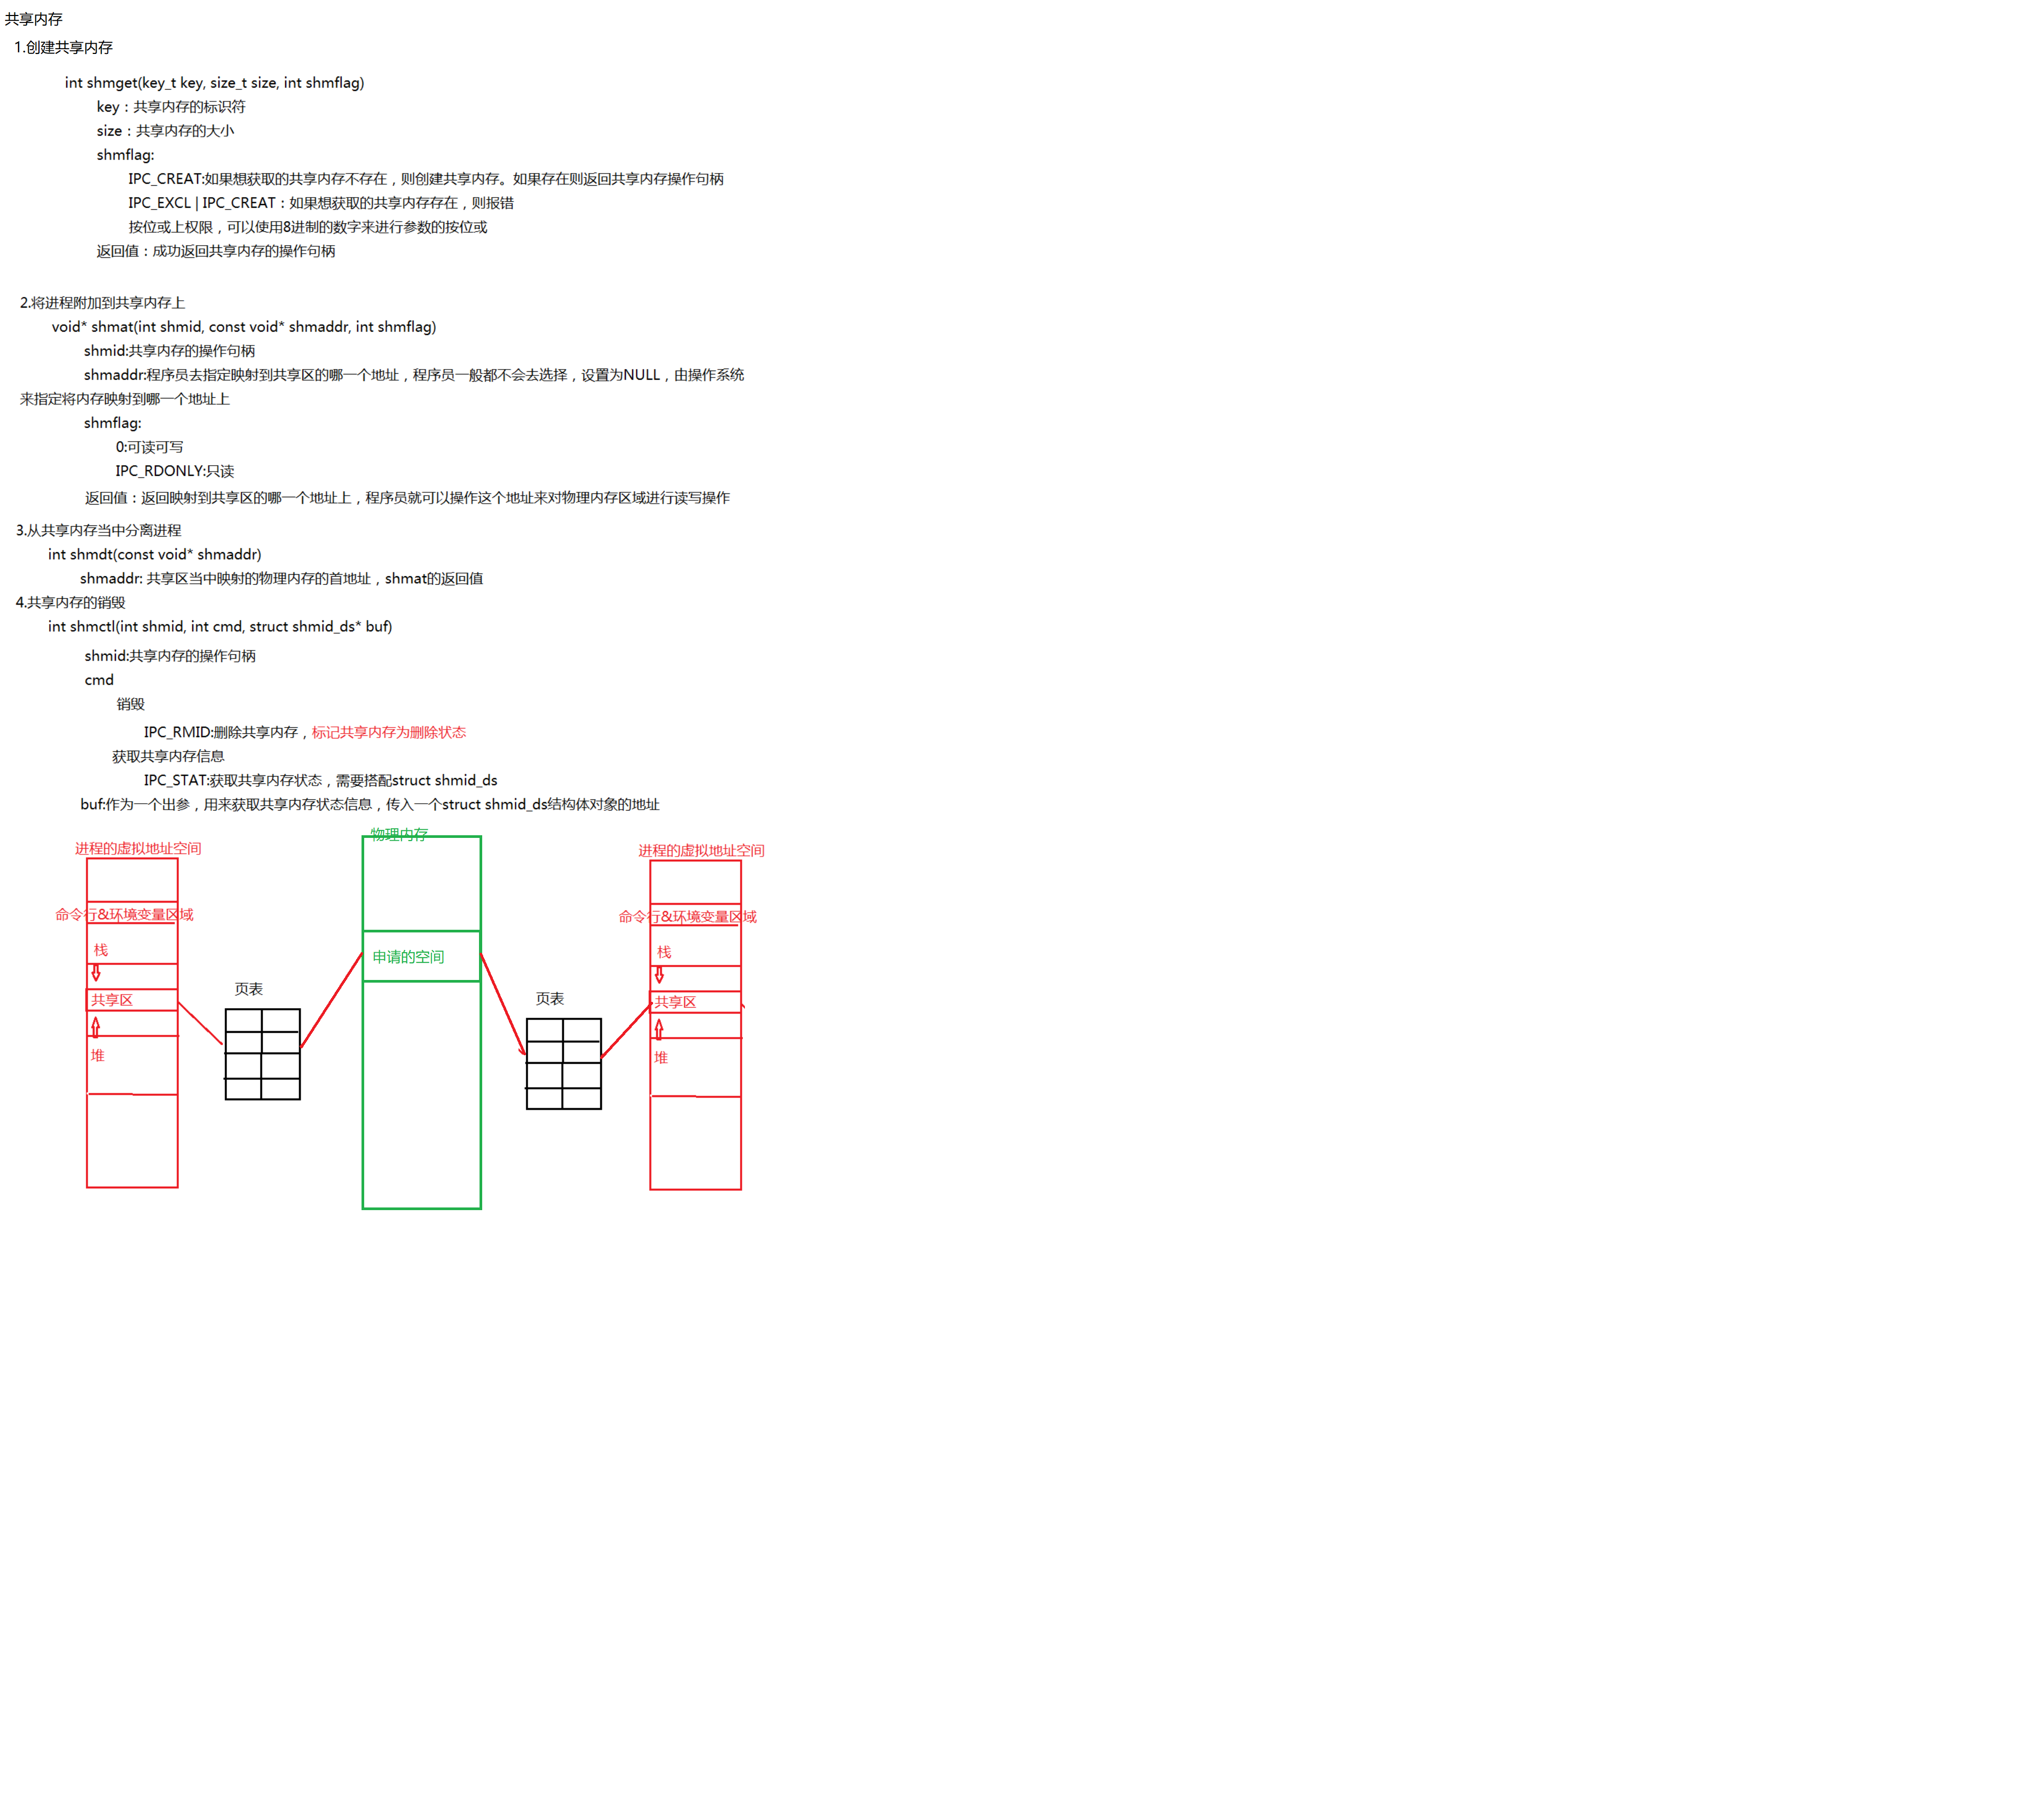 共享内存
1.创建共享内存
int shmget(key_t key, size_t size, int shmflag)
key：共享内存的标识符
size：共享内存的大小
shmflag:
IPC_CREAT:如果想获取的共享内存不存在，则创建共享内存。如果存在则返回共享内存操作句柄
IPC_EXCL | IPC_CREAT：如果想获取的共享内存存在，则报错
按位或上权限，可以使用8进制的数字来进行参数的按位或
返回值：成功返回共享内存的操作句柄
2.将进程附加到共享内存上
void* shmat(int shmid, const void* shmaddr, int shmflag)
shmid:共享内存的操作句柄
shmaddr:程序员去指定映射到共享区的哪一个地址，程序员一般都不会去选择，设置为NULL，由操作系统
来指定将内存映射到哪一个地址上
shmflag:
0:可读可写
IPC_RDONLY:只读
返回值：返回映射到共享区的哪一个地址上，程序员就可以操作这个地址来对物理内存区域进行读写操作
3.从共享内存当中分离进程
int shmdt(const void* shmaddr)
shmaddr: 共享区当中映射的物理内存的首地址，shmat的返回值
4.共享内存的销毁
int shmctl(int shmid, int cmd, struct shmid_ds* buf)
shmid:共享内存的操作句柄
cmd
销毁
IPC_RMID:删除共享内存，标记共享内存为删除状态
获取共享内存信息
IPC_STAT:获取共享内存状态，需要搭配struct shmid_ds
buf:作为一个出参，用来获取共享内存状态信息，传入一个struct shmid_ds结构体对象的地址
进程的虚拟地址空间
命令行&环境变量区域
栈
共享区
堆
页表
物理内存
申请的空间
页表
进程的虚拟地址空间
命令行&环境变量区域
栈
共享区
堆